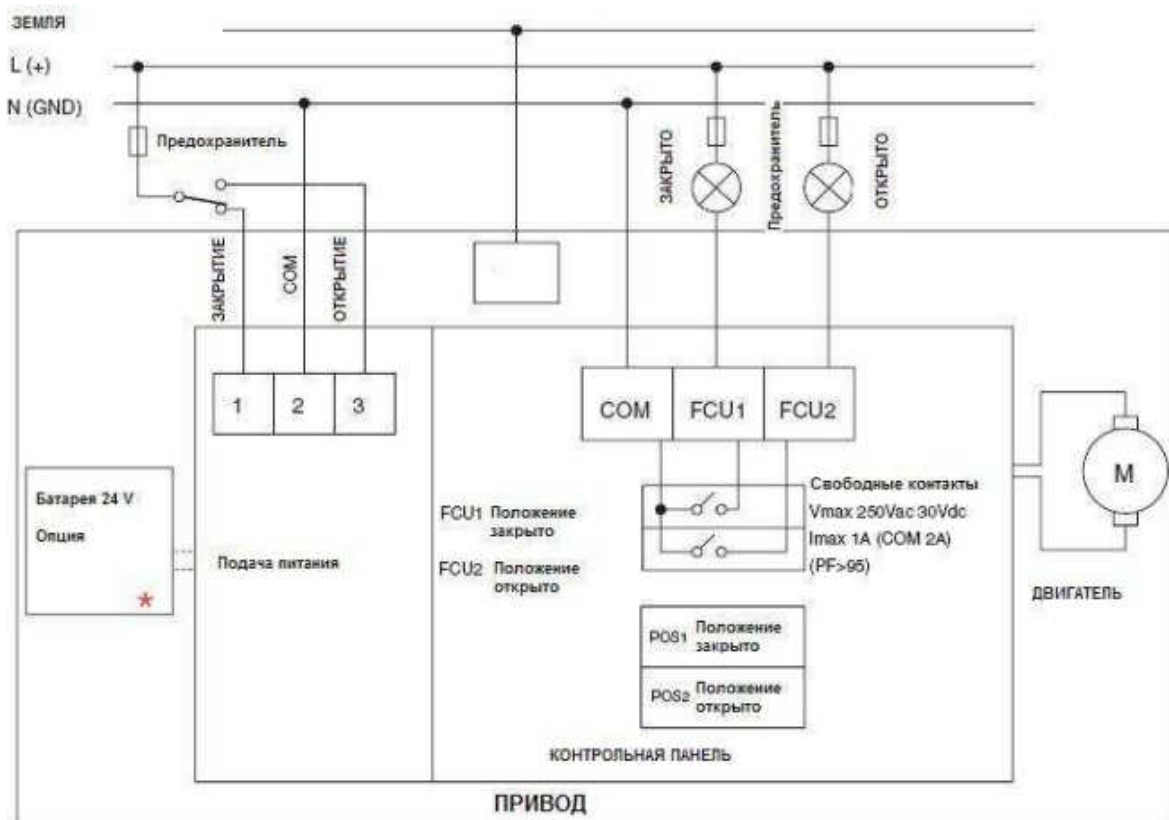 ЗЕМЛЯ
L (+)
N (GND)
Предохранитель
ЗАКРЫТО
Предохранитель
ОТКРЫТО
ЗАКРЫТИЕ
COM
ОТКРЫТИЕ
1
2
3
COM
FCU1
FCU2
M
Батарея 24 V
Опция
*
Подача питания
FCU1 Положение
закрыто
FCU2 Положение
открыто
Свободные контакты
Vmax 250Vac 30Vdc
Imax 1A (COM 2A)
(PF>95)
ДВИГАТЕЛЬ
POS1 Положение
закрыто
POS2 Положение
открыто
КОНТРОЛЬНАЯ ПАНЕЛЬ
ПРИВОД